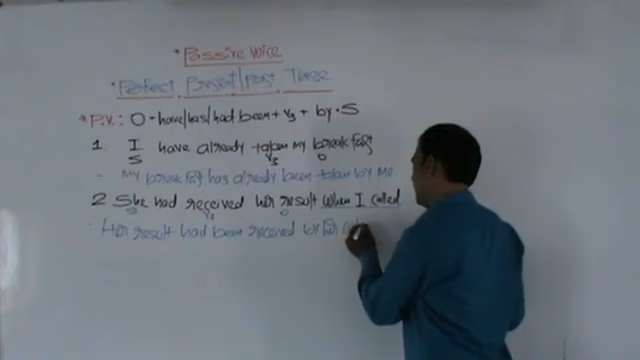 *Passive voice
*Perfect Present/Past Tense
*P.V.: O + have/has/had been + V3 + by + S
1. I have already taken my breakfast
S V3 O
- My breakfast has already been taken by me
2 She had received her result when I called
S V3 O
Her result had been received by her